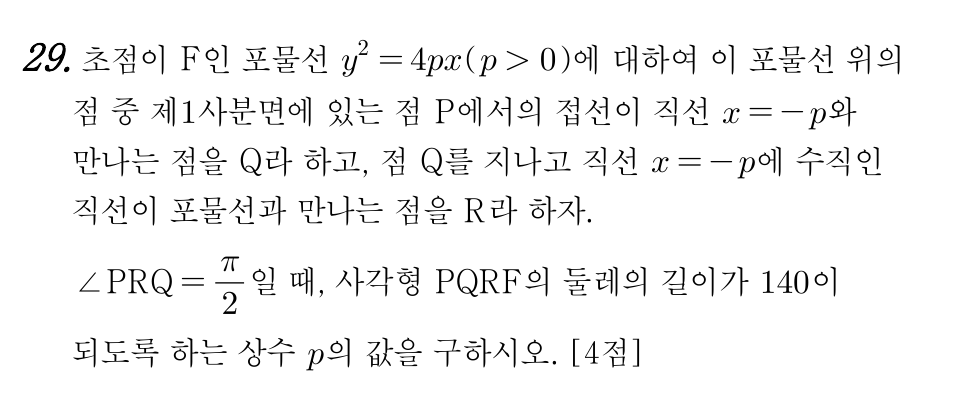 29. 초점이 F인 포물선 y² = 4px(p > 0)에 대하여 이 포물선 위의
점 중 제1사분면에 있는 점 P에서의 접선이 직선 x = −p와
만나는 점을 Q라 하고, 점 Q를 지나고 직선 x = −p에 수직인
직선이 포물선과 만나는 점을 R라 하자.
∠PRQ = π/2 일 때, 사각형 PQRF의 둘레의 길이가 140이
되도록 하는 상수 p의 값을 구하시오. [4점]